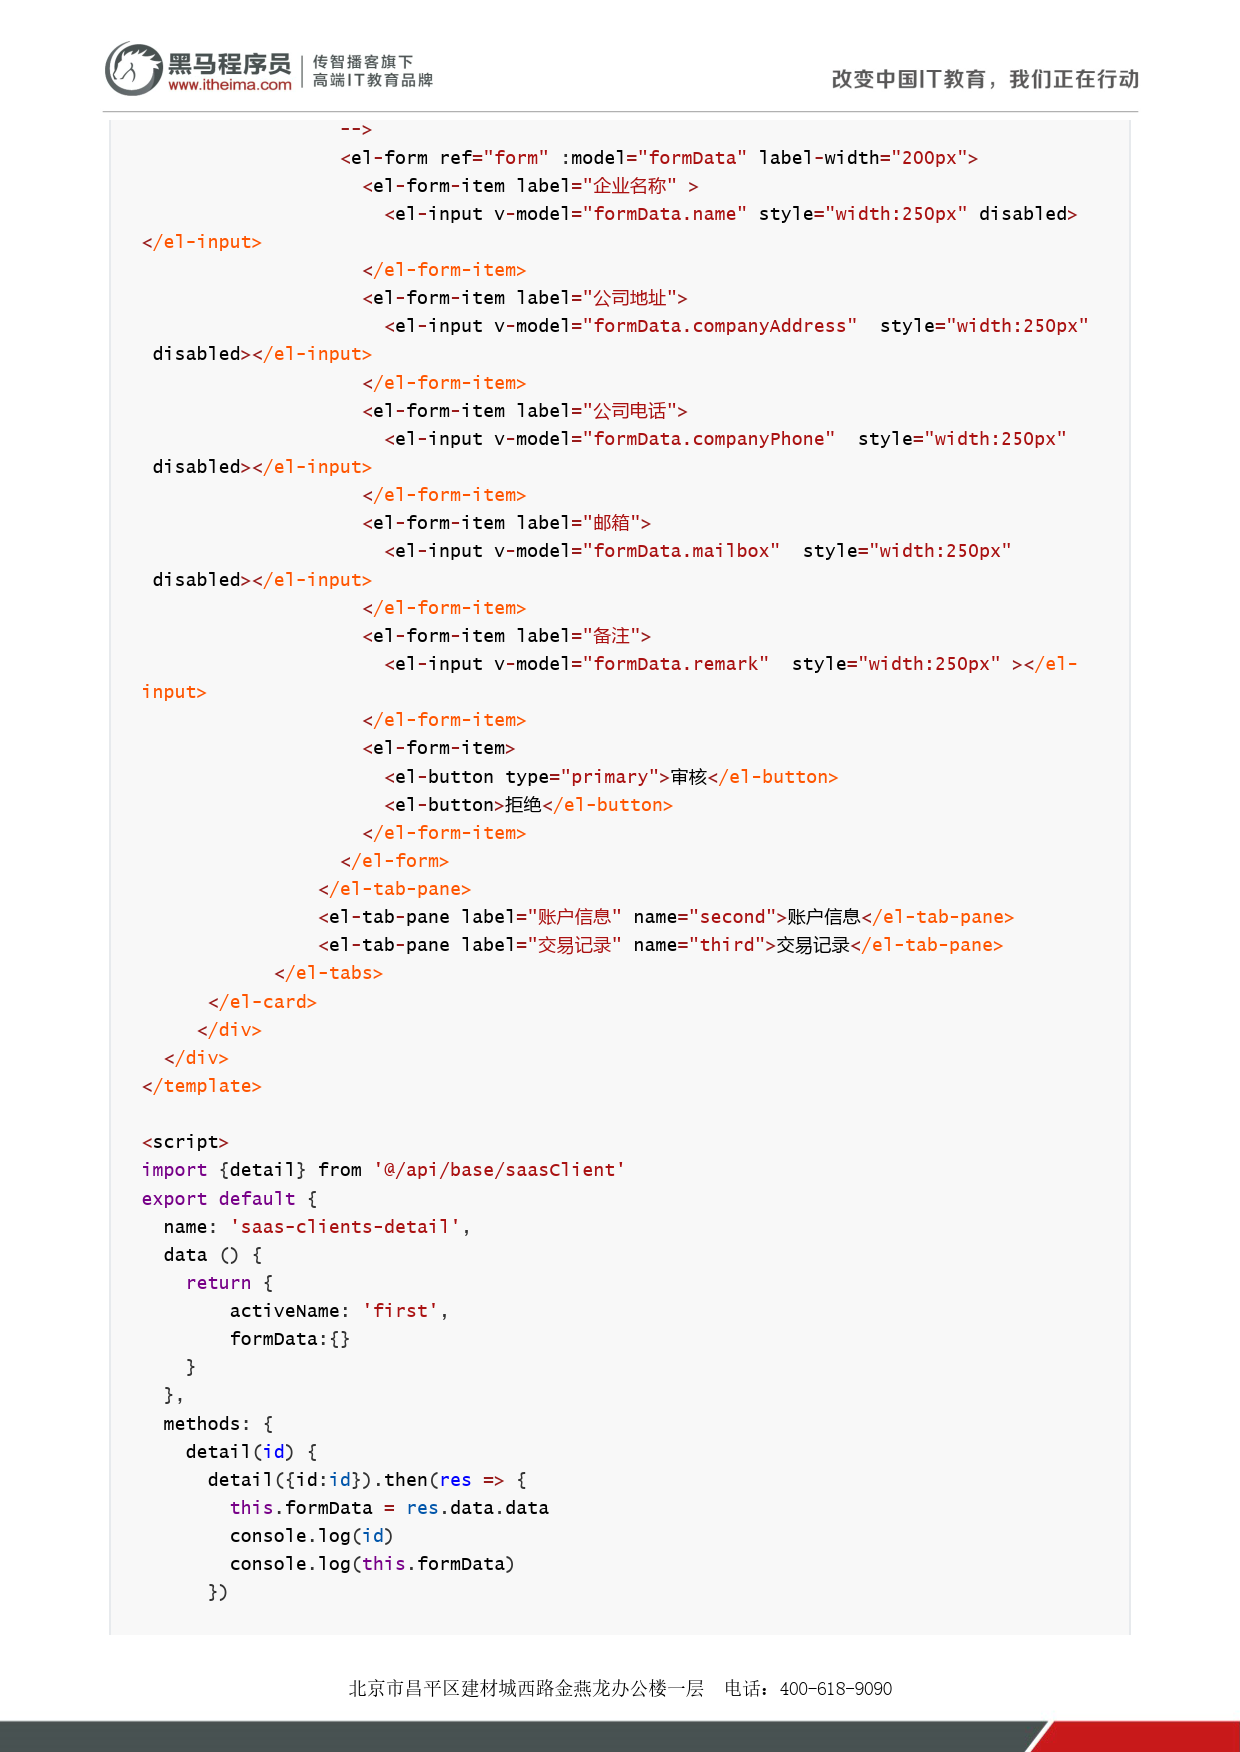 黑马程序员
www.itheima.com
传智播客旗下
高端IT教育品牌
改变中国IT教育，我们正在行动
-->
<el-form ref="form" :model="formData" label-width="200px">
<el-form-item label="企业名称" >
<el-input v-model="formData.name" style="width:250px" disabled>
</el-input>
</el-form-item>
<el-form-item label="公司地址">
<el-input v-model="formData.companyAddress"  style="width:250px"
disabled></el-input>
</el-form-item>
<el-form-item label="公司电话">
<el-input v-model="formData.companyPhone"  style="width:250px"
disabled></el-input>
</el-form-item>
<el-form-item label="邮箱">
<el-input v-model="formData.mailbox"  style="width:250px"
disabled></el-input>
</el-form-item>
<el-form-item label="备注">
<el-input v-model="formData.remark"  style="width:250px" ></el-
input>
</el-form-item>
<el-form-item>
<el-button type="primary">审核</el-button>
<el-button>拒绝</el-button>
</el-form-item>
</el-form>
</el-tab-pane>
<el-tab-pane label="账户信息" name="second">账户信息</el-tab-pane>
<el-tab-pane label="交易记录" name="third">交易记录</el-tab-pane>
</el-tabs>
</el-card>
</div>
</div>
</template>
<script>
import {detail} from '@/api/base/saasClient'
export default {
name: 'saas-clients-detail',
data () {
return {
activeName: 'first',
formData:{}
}
},
methods: {
detail(id) {
detail({id:id}).then(res => {
this.formData = res.data.data
console.log(id)
console.log(this.formData)
})
北京市昌平区建材城西路金燕龙办公楼一层  电话：400-618-9090